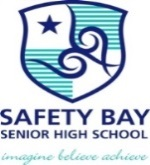 SAFETY BAY
SENIOR HIGH SCHOOL
imagine believe achieve